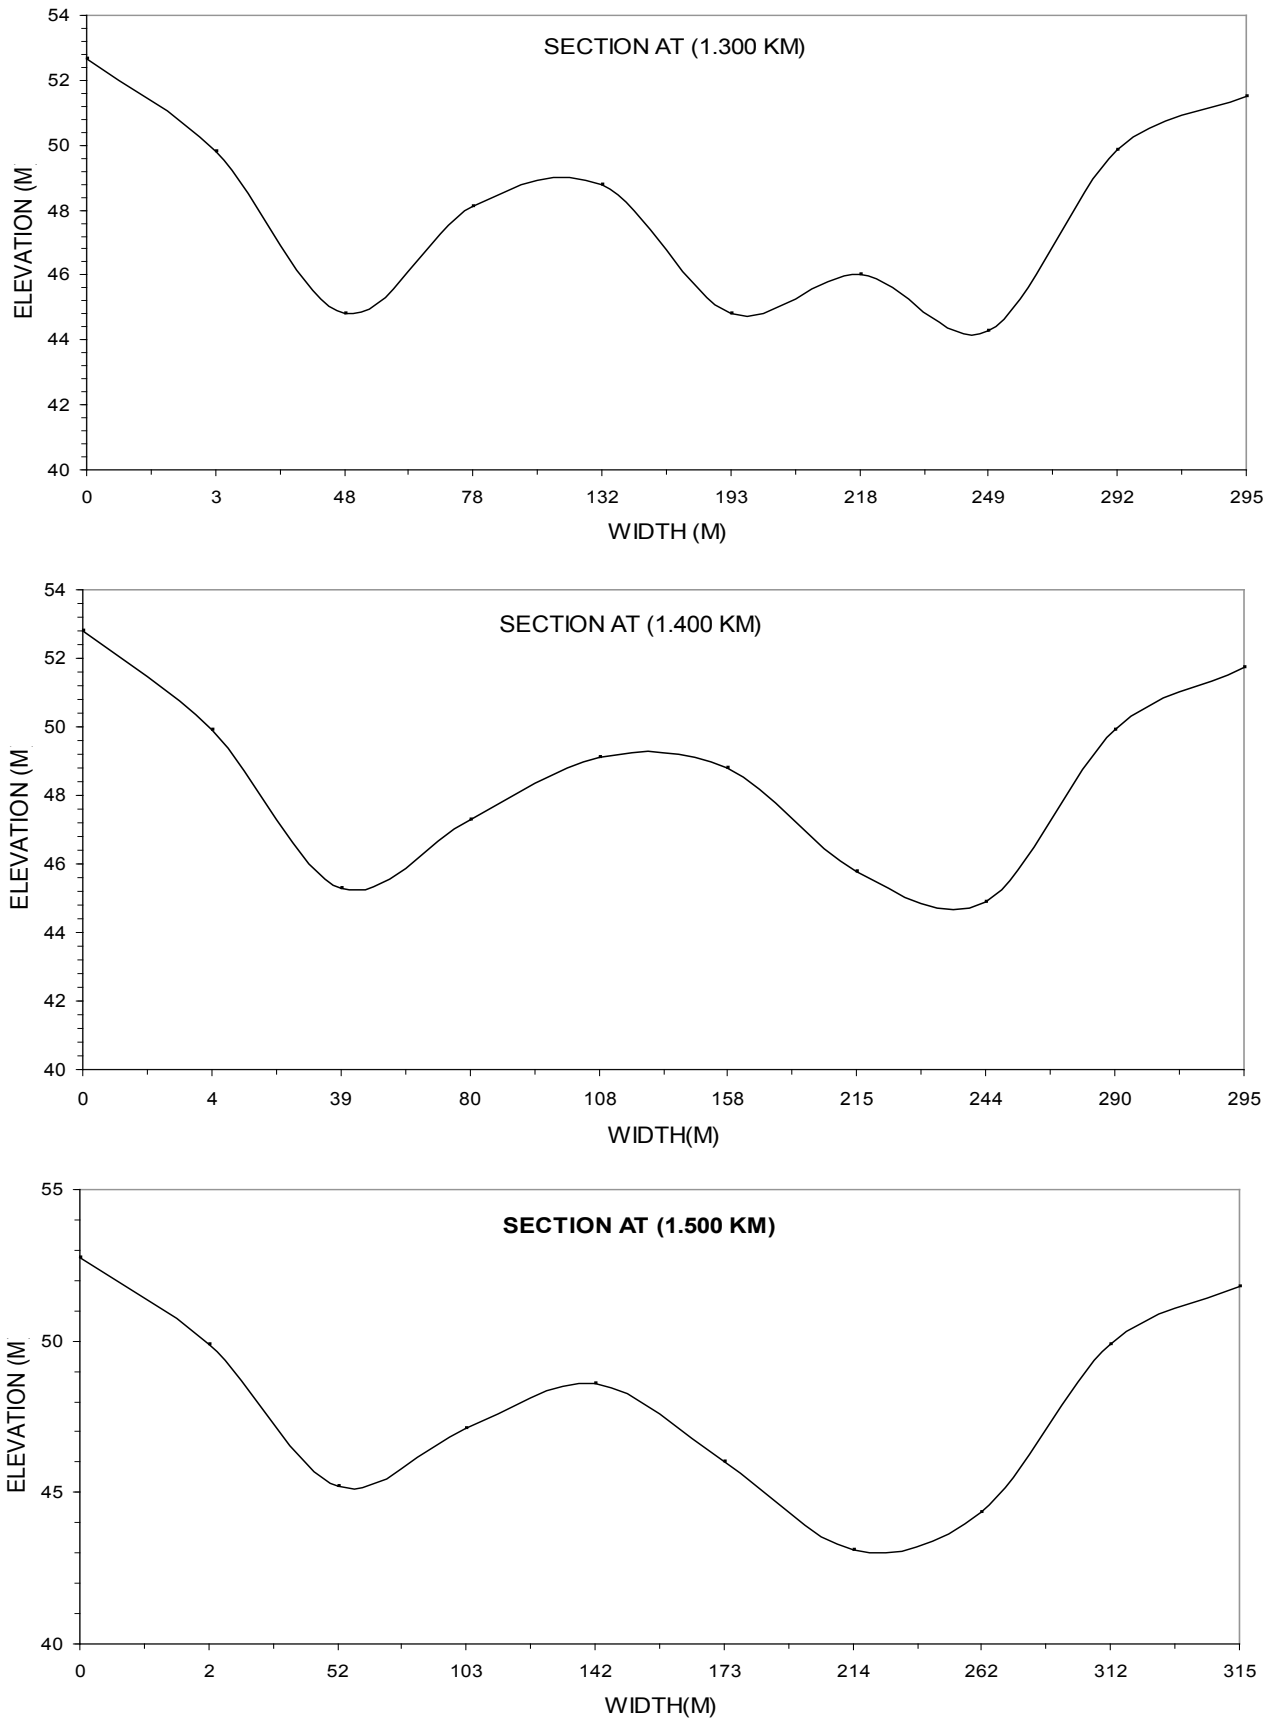 SECTION AT (1.300 KM)
54
52
50
48
46
44
42
40
ELEVATION (M
0 3 48 78 132 193 218 249 292 295
WIDTH (M)
SECTION AT (1.400 KM)
54
52
50
48
46
44
42
40
ELEVATION (M
0 4 39 80 108 158 215 244 290 295
WIDTH(M)
SECTION AT (1.500 KM)
55
50
45
40
ELEVATION (M
0 2 52 103 142 173 214 262 312 315
WIDTH(M)